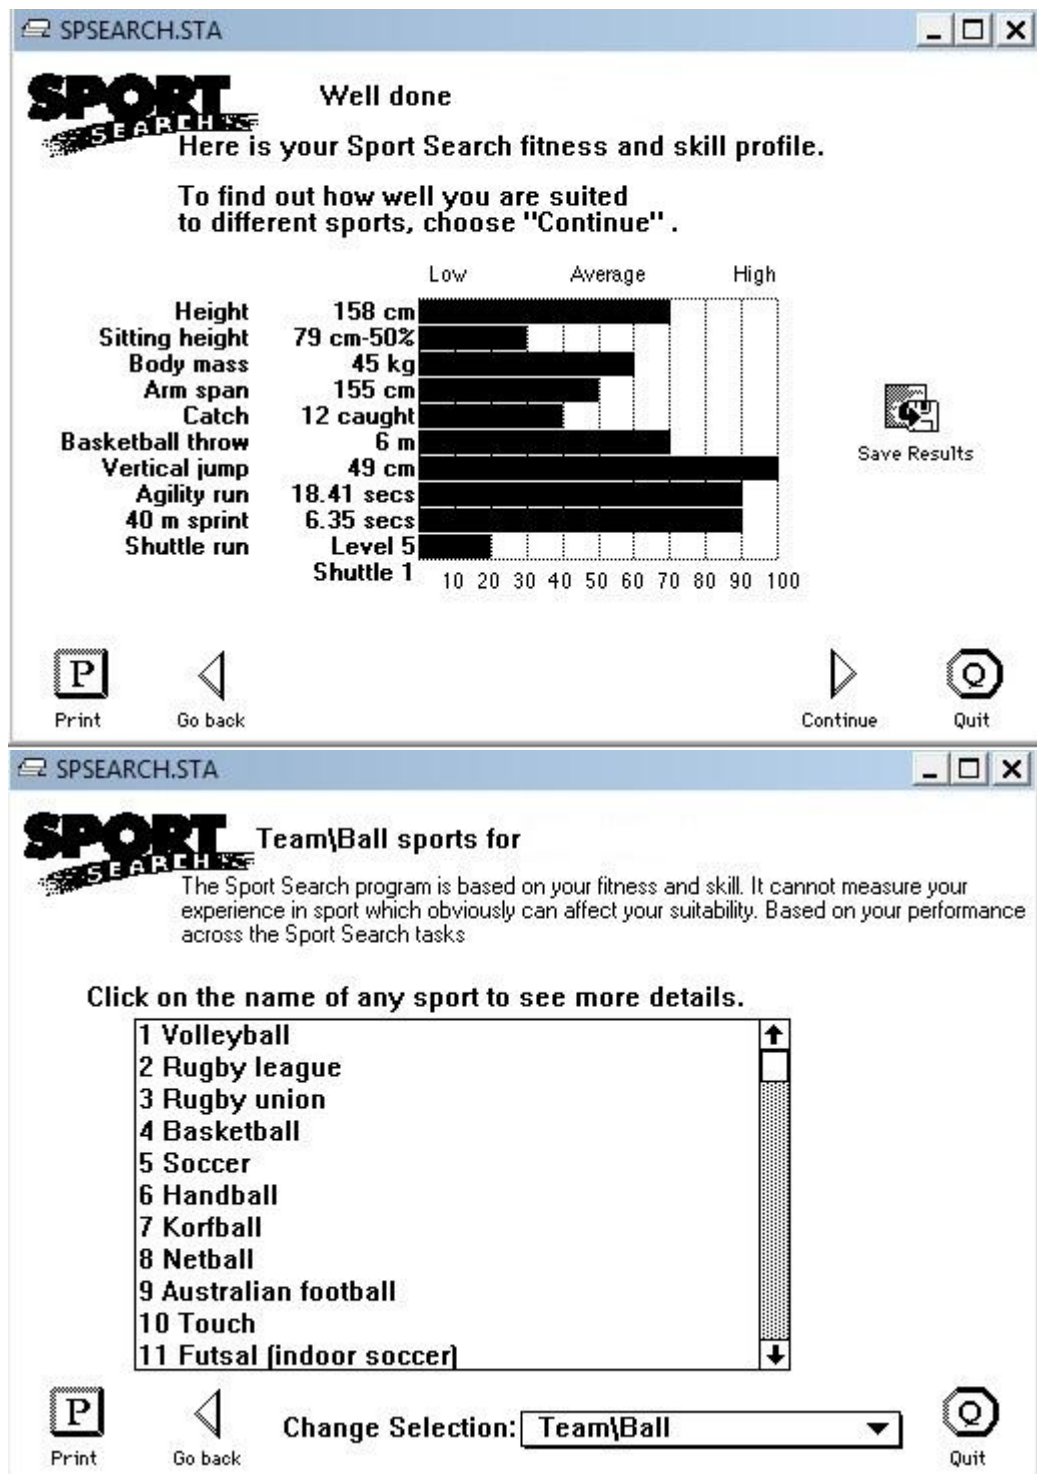 SPSEARCH.STA
SPORT
SEARCH
Well done
Here is your Sport Search fitness and skill profile.
To find out how well you are suited
to different sports, choose "Continue" .
Low Average High
Height 158 cm
Sitting height 79 cm-50%
Body mass 45 kg
Arm span 155 cm
Catch 12 caught
Basketball throw 6 m
Vertical jump 49 cm
Agility run 18.41 secs
40 m sprint 6.35 secs
Shuttle run Level 5
Shuttle 1
10 20 30 40 50 60 70 80 90 100
Save Results
P
Print
Go back
Continue
Q
Quit
SPSEARCH.STA
SPORT
SEARCH
Team\Ball sports for
The Sport Search program is based on your fitness and skill. It cannot measure your
experience in sport which obviously can affect your suitability. Based on your performance
across the Sport Search tasks
Click on the name of any sport to see more details.
1 Volleyball
2 Rugby league
3 Rugby union
4 Basketball
5 Soccer
6 Handball
7 Korfball
8 Netball
9 Australian football
10 Touch
11 Futsal (indoor soccer)
P
Print
Go back
Change Selection: Team\Ball
Q
Quit